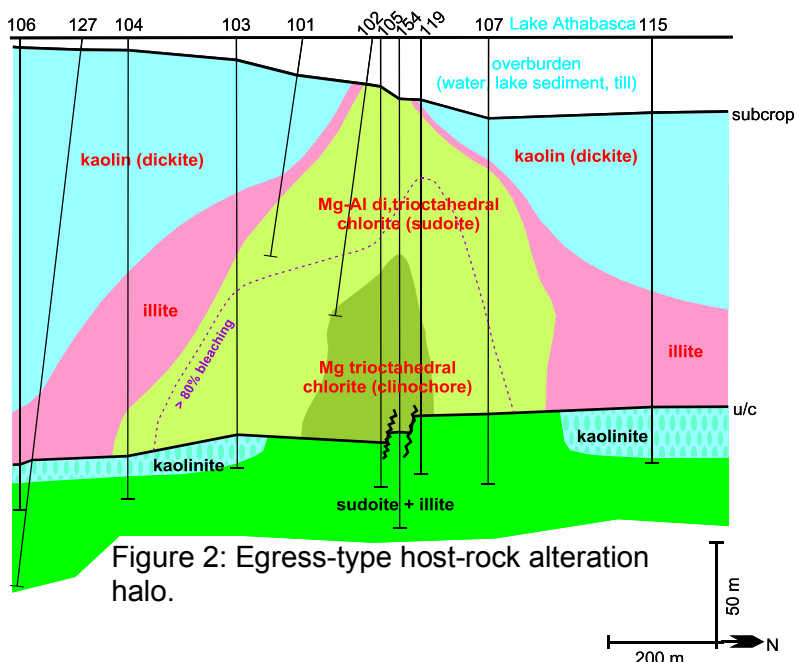 106 127 104 103 101 102 105 154 119 107 Lake Athabasca 115
overburden
(water, lake sediment, till)
subcrop
kaolin (dickite)
kaolin (dickite)
Mg-Al di,trioctahedral
chlorite (sudoite)
illite
> 80% bleaching
illite
Mg trioctahedral
chlorite (clinochore)
u/c
kaolinite
kaolinite
sudoite + illite
Figure 2: Egress-type host-rock alteration
halo.
50 m
N
200 m